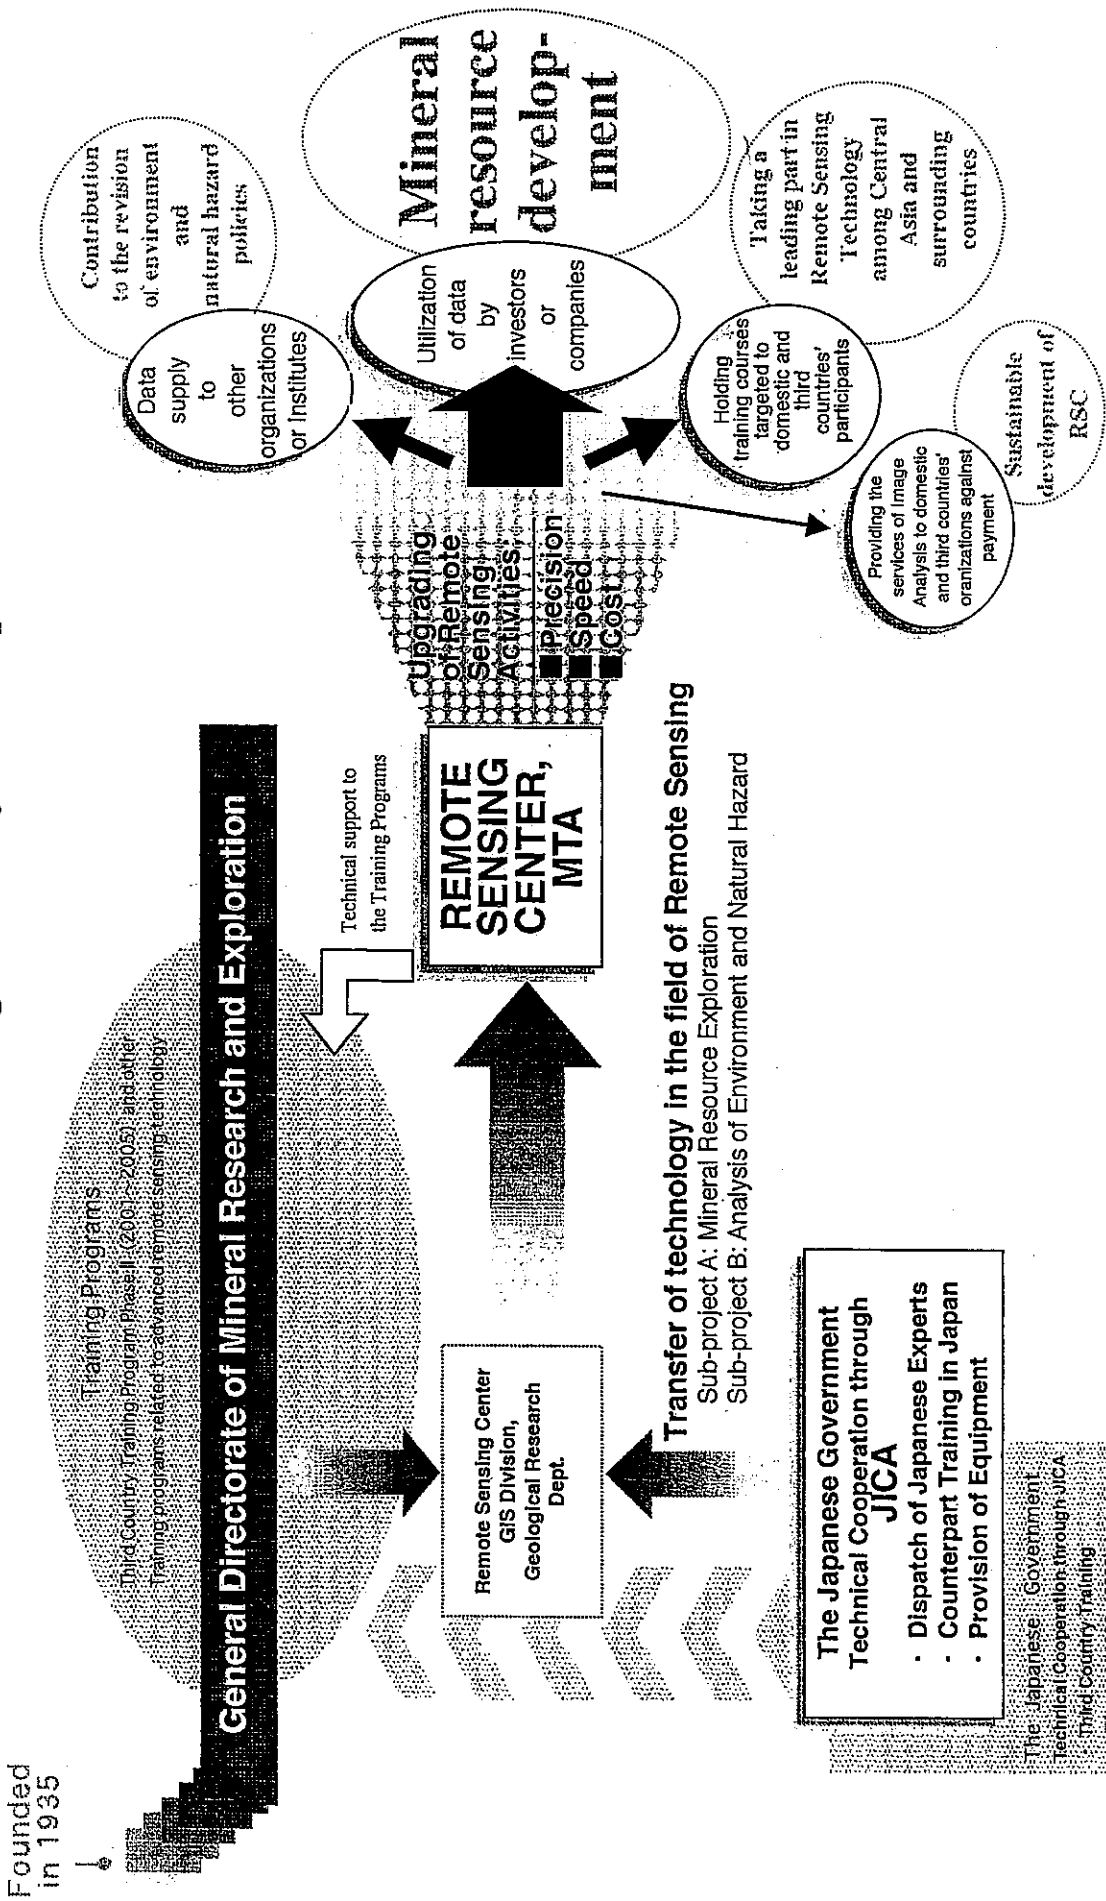 Founded
in 1935
Training Programs
Third Country Training Program Phase II (2001~2005) and other
Training programs related to advanced remote sensing technology
General Directorate of Mineral Research and Exploration
Technical support to
the Training Programs
Remote Sensing Center
GIS Division,
Geological Research
Dept.
REMOTE
SENSING
CENTER,
MTA
Transfer of technology in the field of Remote Sensing
Sub-project A: Mineral Resource Exploration
Sub-project B: Analysis of Environment and Natural Hazard
The Japanese Government
Technical Cooperation through
JICA
· Dispatch of Japanese Experts
· Counterpart Training in Japan
· Provision of Equipment
The Japanese Government
Technical Cooperation through JICA
· Third Country Training
Upgrading
of Remote
Sensing
Activities:
■ Precision
■ Speed
■ Cost
Data
supply
to
other
organizations
or Institutes
Contribution
to the revision
of environment
and
natural hazard
policies
Utilization
of data
by
investors
or
companies
Mineral
resource
develop-
ment
Holding
training courses
targeted to
domestic and
third
countries'
participants
Taking a
leading part in
Remote Sensing
Technology
among Central
Asia and
surrounding
countries
Providing the
services of Image
Analysis to domestic
and third countries'
oranizations against
payment
Sustainable
development of
RSC